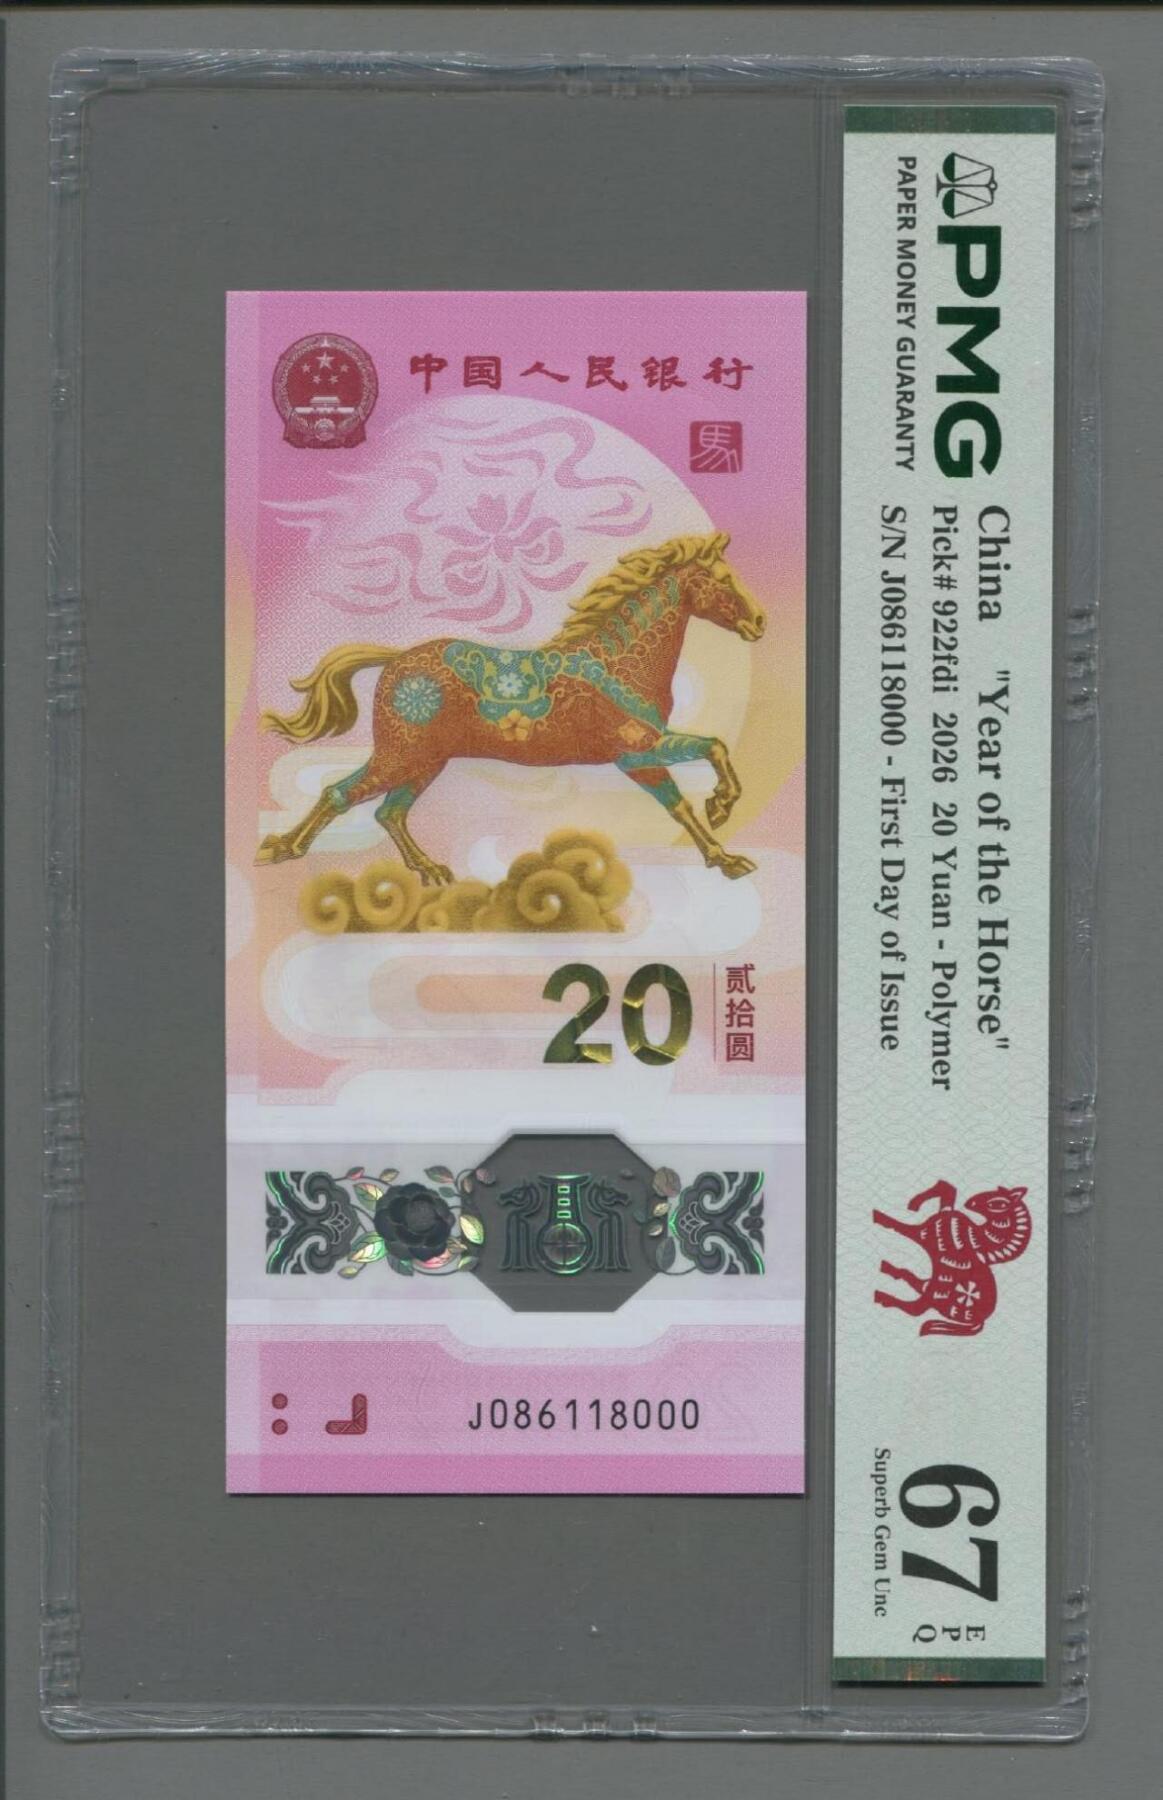 中国人民银行
馬
20
贰拾圆
J086118000
PMG
PAPER MONEY GUARANTY
China "Year of the Horse"
Pick# 922fdi 2026 20 Yuan - Polymer
S/N J086118000 - First Day of Issue
67
EPQ
Superb Gem Unc